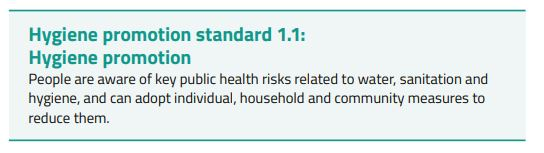 Hygiene promotion standard 1.1:
Hygiene promotion
People are aware of key public health risks related to water, sanitation and
hygiene, and can adopt individual, household and community measures to
reduce them.